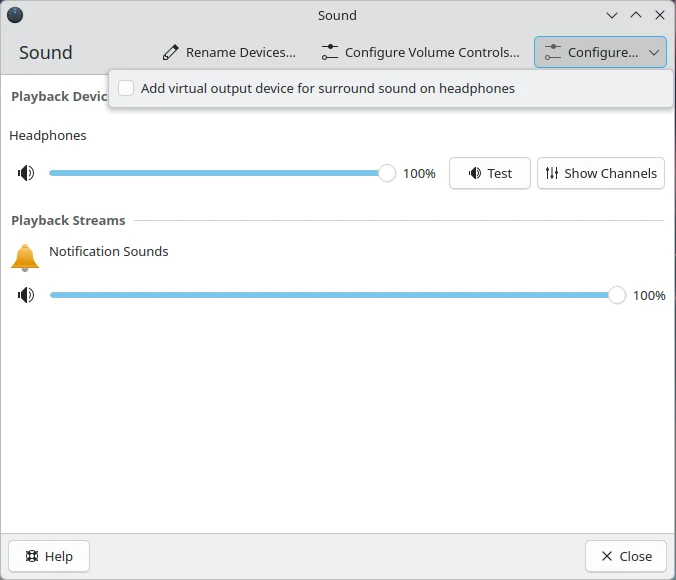 Sound
Sound
Rename Devices...
Configure Volume Controls...
Configure...
Add virtual output device for surround sound on headphones
Playback Devic
Headphones
100%
Test
Show Channels
Playback Streams
Notification Sounds
100%
Help
Close